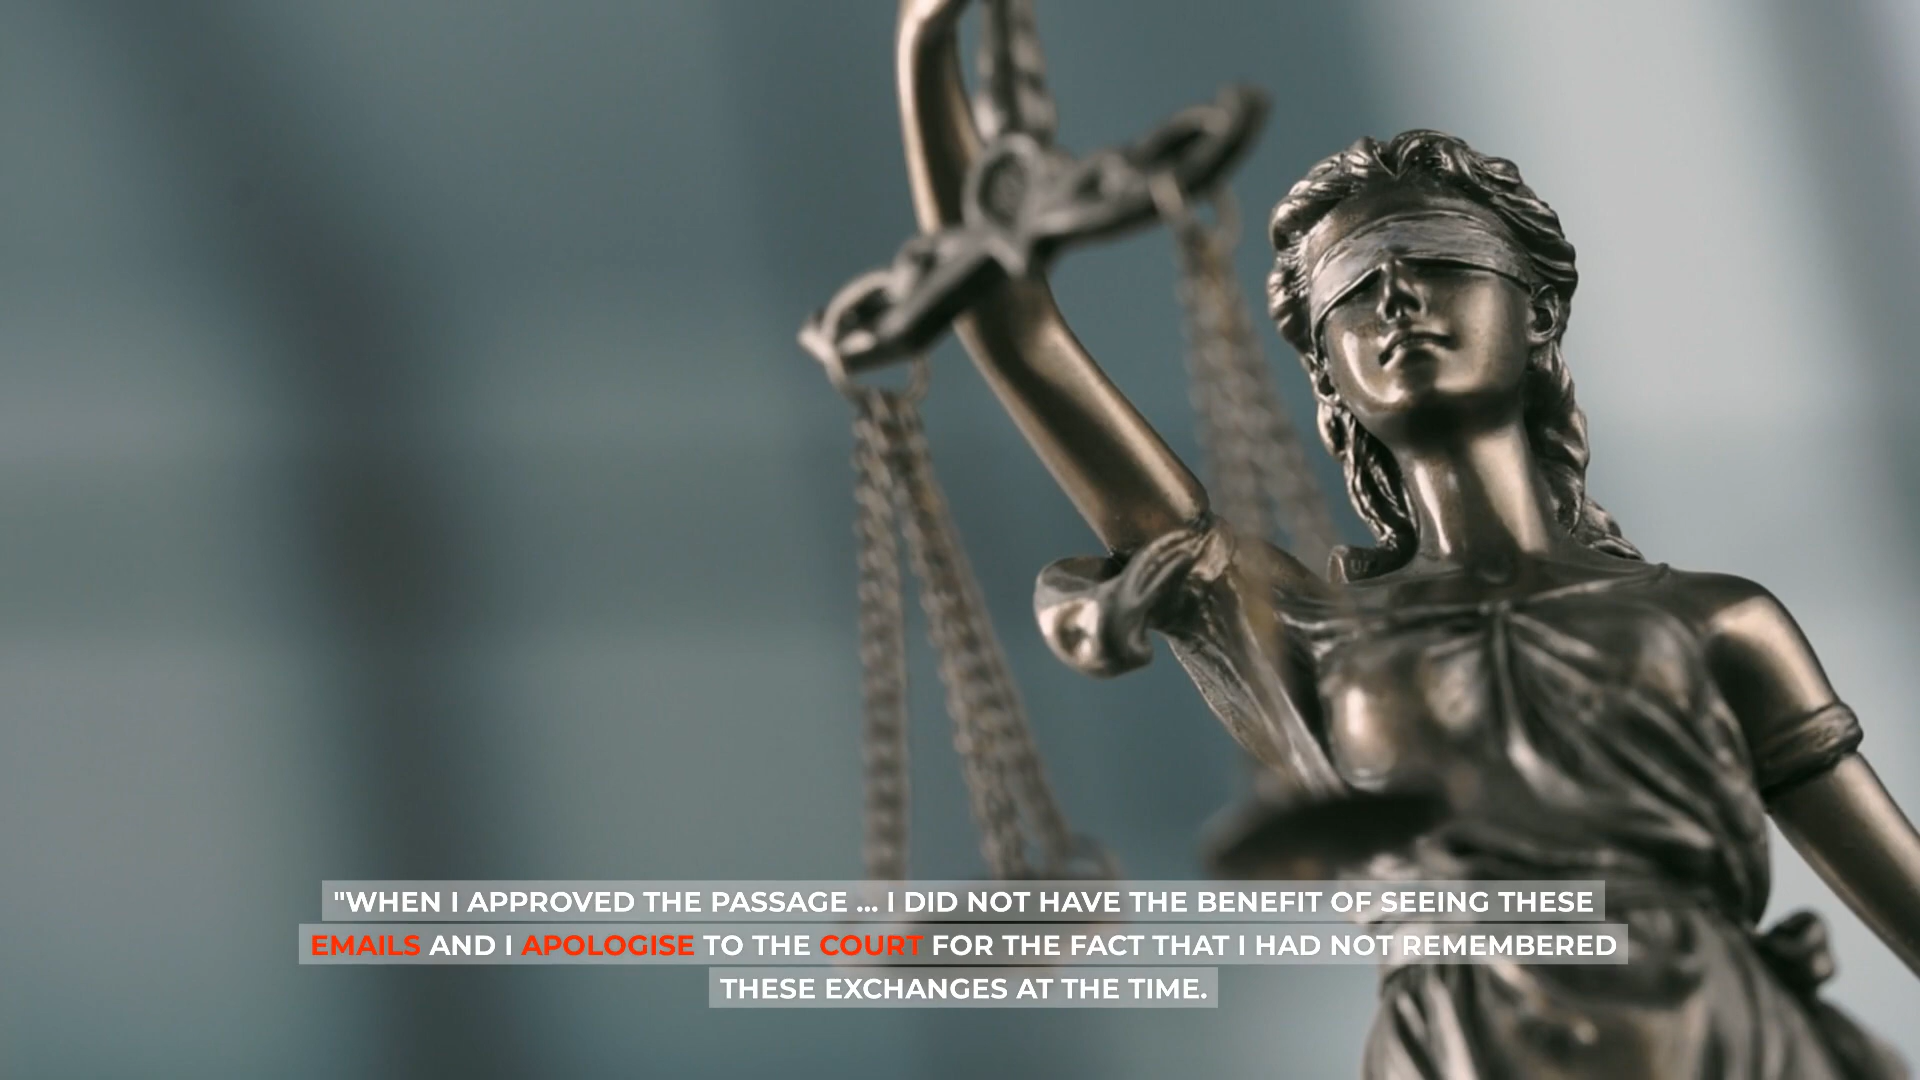 "WHEN I APPROVED THE PASSAGE ... I DID NOT HAVE THE BENEFIT OF SEEING THESE
EMAILS AND I APOLOGISE TO THE COURT FOR THE FACT THAT I HAD NOT REMEMBERED
THESE EXCHANGES AT THE TIME.